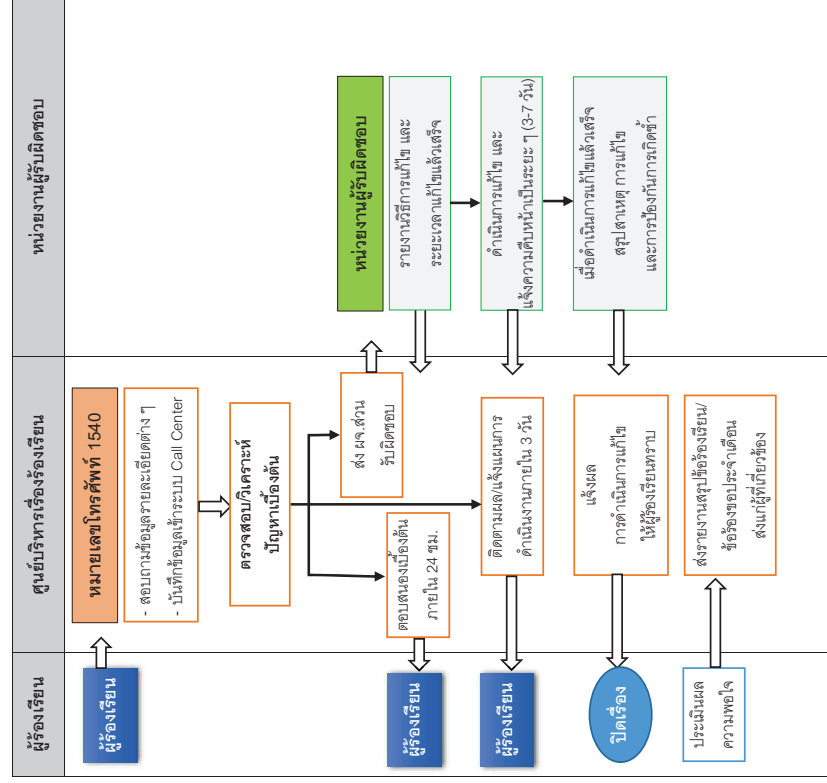 ผู้ร้องเรียน
ศูนย์บริหารเรื่องร้องเรียน
หน่วยงานผู้รับผิดชอบ
ผู้ร้องเรียน
หมายเลขโทรศัพท์ 1540
- สอบถามข้อมูลรายละเอียดต่าง ๆ
- บันทึกข้อมูลเข้าระบบ Call Center
ตรวจสอบ/วิเคราะห์
ปัญหาเบื้องต้น
ส่ง ผจ.ส่วน
รับผิดชอบ
หน่วยงานผู้รับผิดชอบ
ผู้ร้องเรียน
ตอบสนองเบื้องต้น
ภายใน 24 ชม.
รายงานวิธีการแก้ไข และ
ระยะเวลาแก้ไขแล้วเสร็จ
ผู้ร้องเรียน
ติดตามผล/แจ้งแผนการ
ดำเนินงานภายใน 3 วัน
ดำเนินการแก้ไข และ
แจ้งความคืบหน้าเป็นระยะ ๆ (3-7 วัน)
ปิดเรื่อง
แจ้งผล
การดำเนินการแก้ไข
ให้ผู้ร้องเรียนทราบ
เมื่อดำเนินการแก้ไขแล้วเสร็จ
สรุปสาเหตุ การแก้ไข
และการป้องกันการเกิดซ้ำ
ประเมินผล
ความพอใจ
ส่งรายงานสรุปข้อร้องเรียน/
ข้อร้องขอประจำเดือน
ส่งแก่ผู้ที่เกี่ยวข้อง